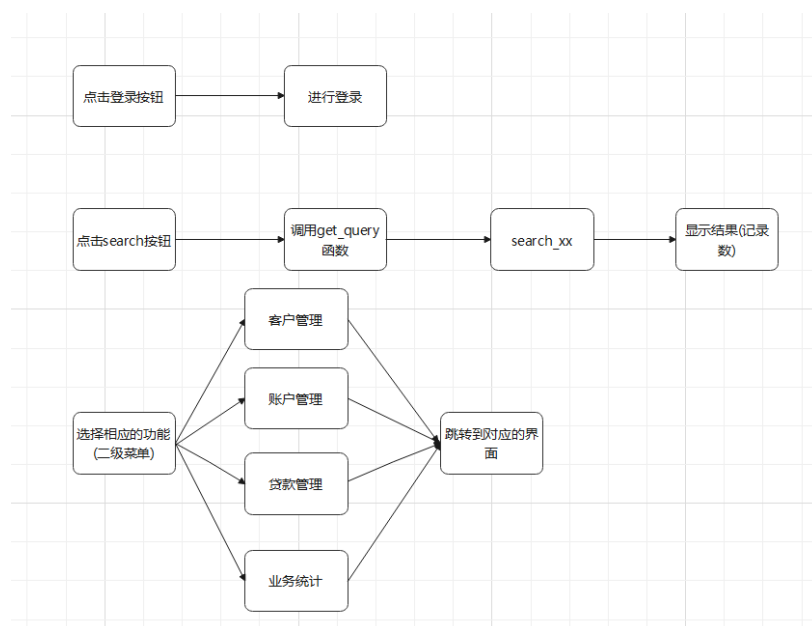 点击登录按钮
进行登录
点击search按钮
调用get_query
函数
search_xx
显示结果(记录
数)
客户管理
账户管理
选择相应的功能
(二级菜单)
跳转到对应的界
面
贷款管理
业务统计